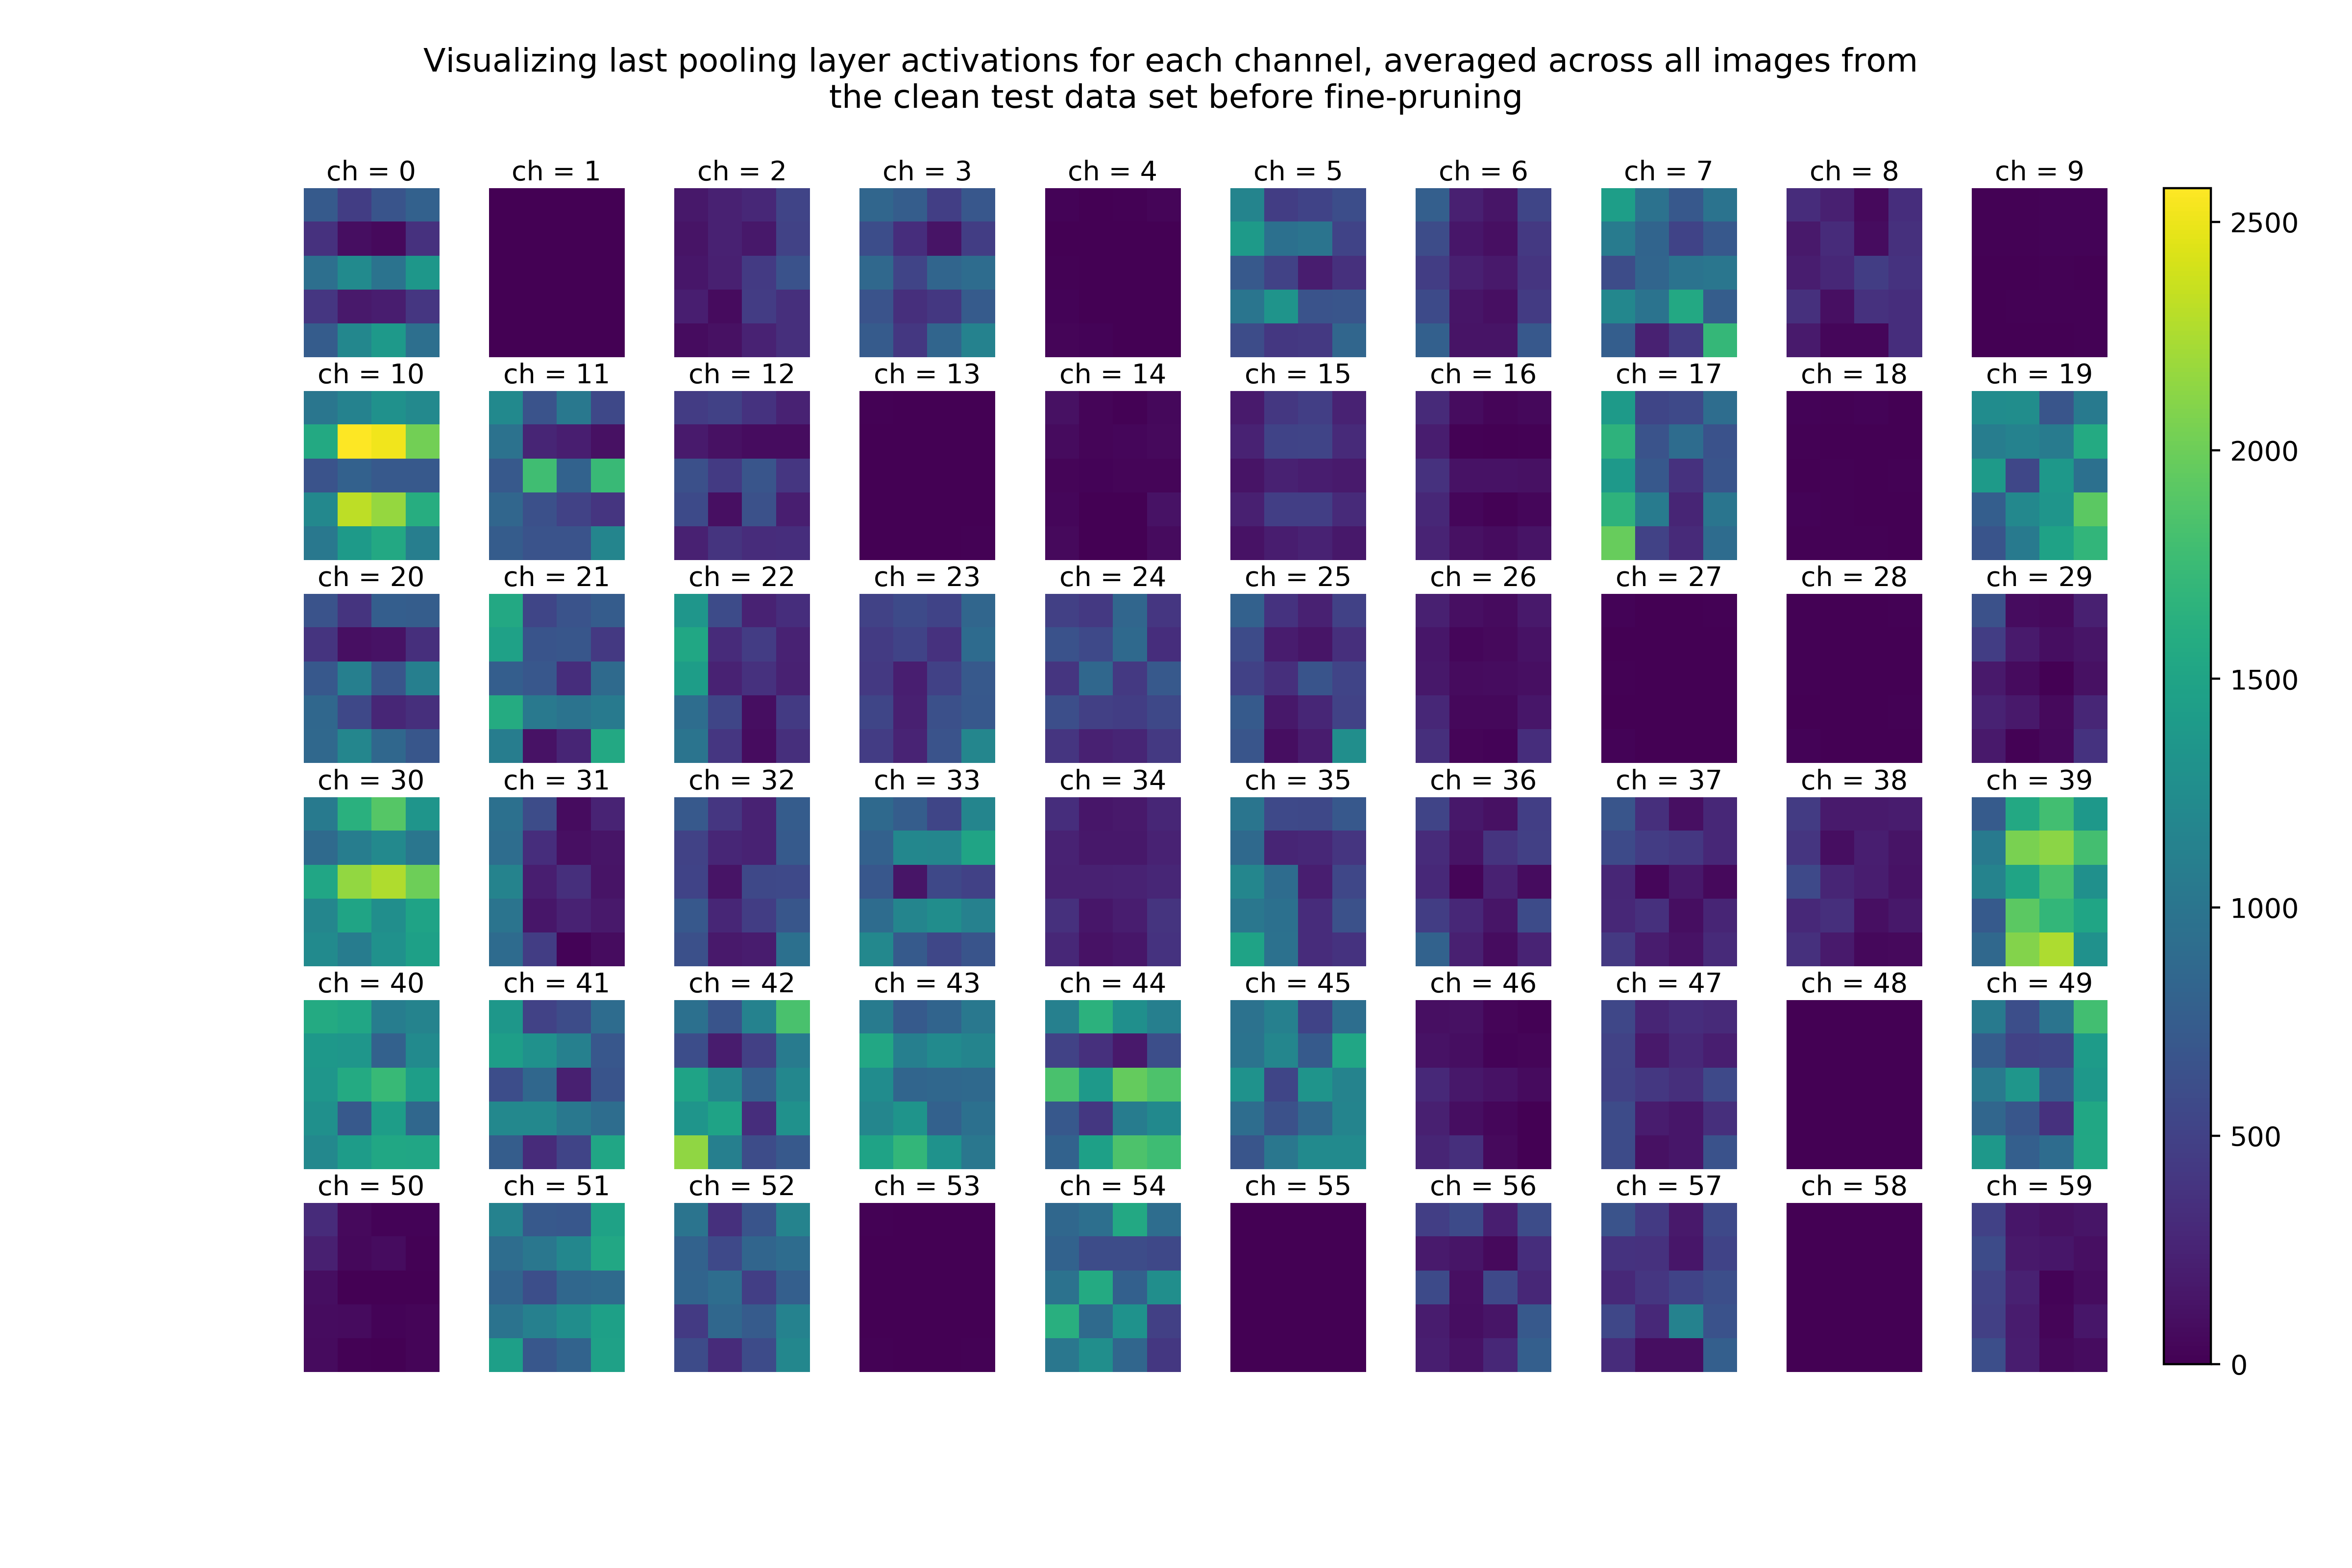 Visualizing last pooling layer activations for each channel, averaged across all images from
the clean test data set before fine-pruning
ch = 0 ch = 1 ch = 2 ch = 3 ch = 4 ch = 5 ch = 6 ch = 7 ch = 8 ch = 9
2500
ch = 10 ch = 11 ch = 12 ch = 13 ch = 14 ch = 15 ch = 16 ch = 17 ch = 18 ch = 19
2000
ch = 20 ch = 21 ch = 22 ch = 23 ch = 24 ch = 25 ch = 26 ch = 27 ch = 28 ch = 29
1500
ch = 30 ch = 31 ch = 32 ch = 33 ch = 34 ch = 35 ch = 36 ch = 37 ch = 38 ch = 39
1000
ch = 40 ch = 41 ch = 42 ch = 43 ch = 44 ch = 45 ch = 46 ch = 47 ch = 48 ch = 49
500
ch = 50 ch = 51 ch = 52 ch = 53 ch = 54 ch = 55 ch = 56 ch = 57 ch = 58 ch = 59
0